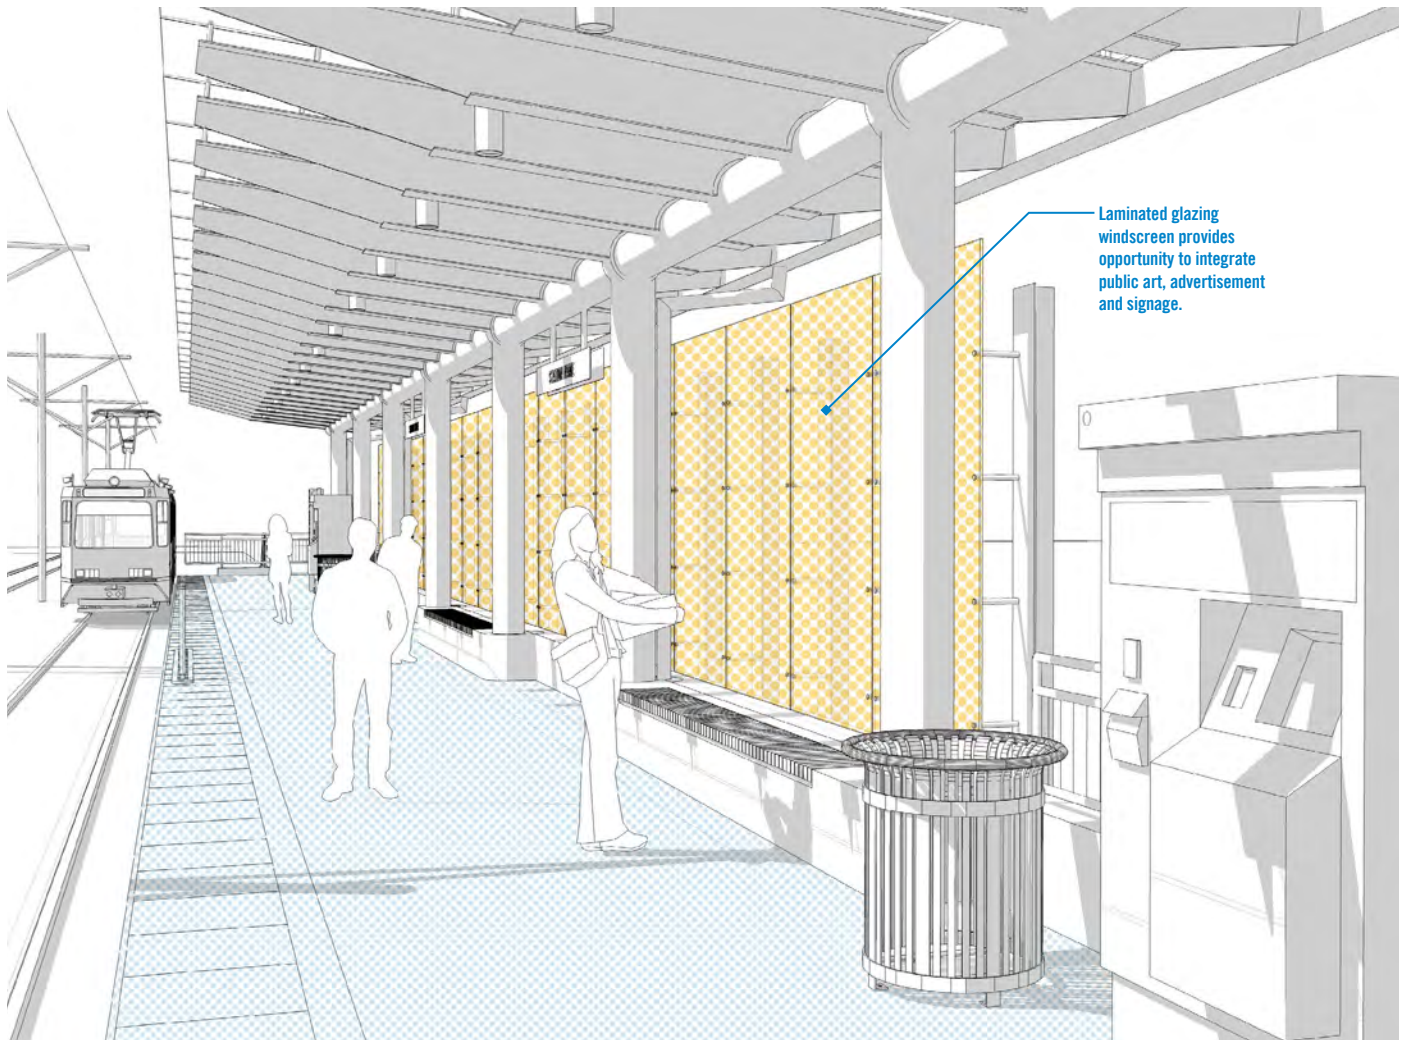 Laminated glazing
windscreen provides
opportunity to integrate
public art, advertisement
and signage.